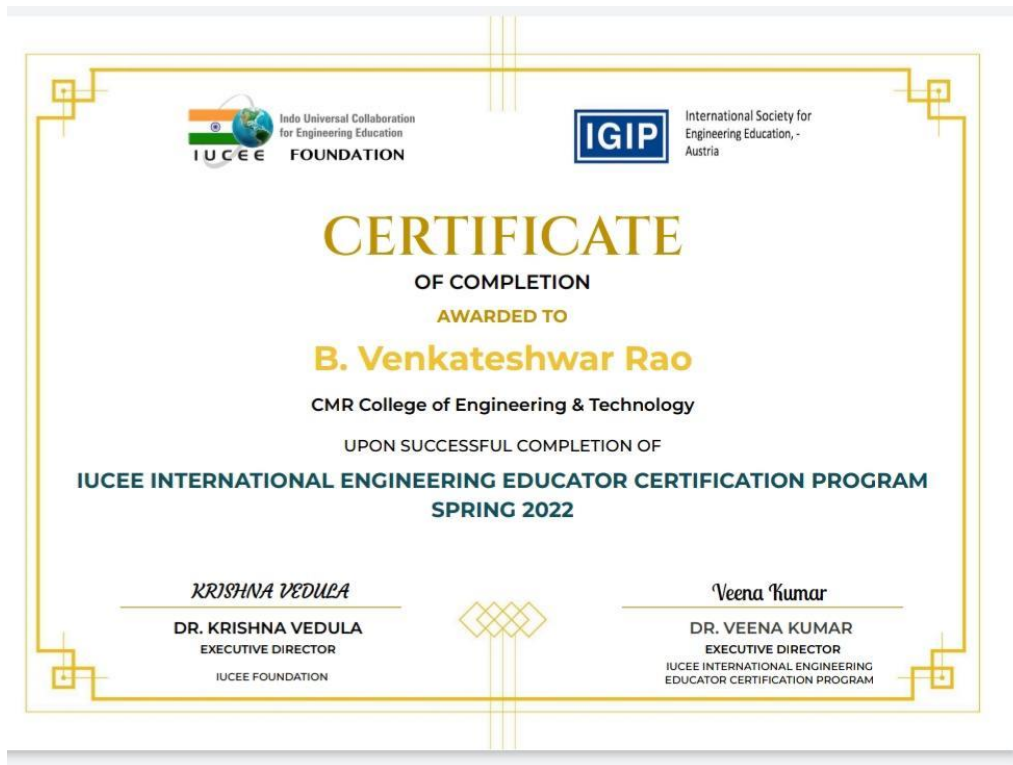 Indo Universal Collaboration
for Engineering Education
IUCEE FOUNDATION
IGIP
International Society for
Engineering Education, -
Austria
CERTIFICATE
OF COMPLETION
AWARDED TO
B. Venkateshwar Rao
CMR College of Engineering & Technology
UPON SUCCESSFUL COMPLETION OF
IUCEE INTERNATIONAL ENGINEERING EDUCATOR CERTIFICATION PROGRAM
SPRING 2022
KRISHNA VEDULA
DR. KRISHNA VEDULA
EXECUTIVE DIRECTOR
IUCEE FOUNDATION
Veena Kumar
DR. VEENA KUMAR
EXECUTIVE DIRECTOR
IUCEE INTERNATIONAL ENGINEERING
EDUCATOR CERTIFICATION PROGRAM